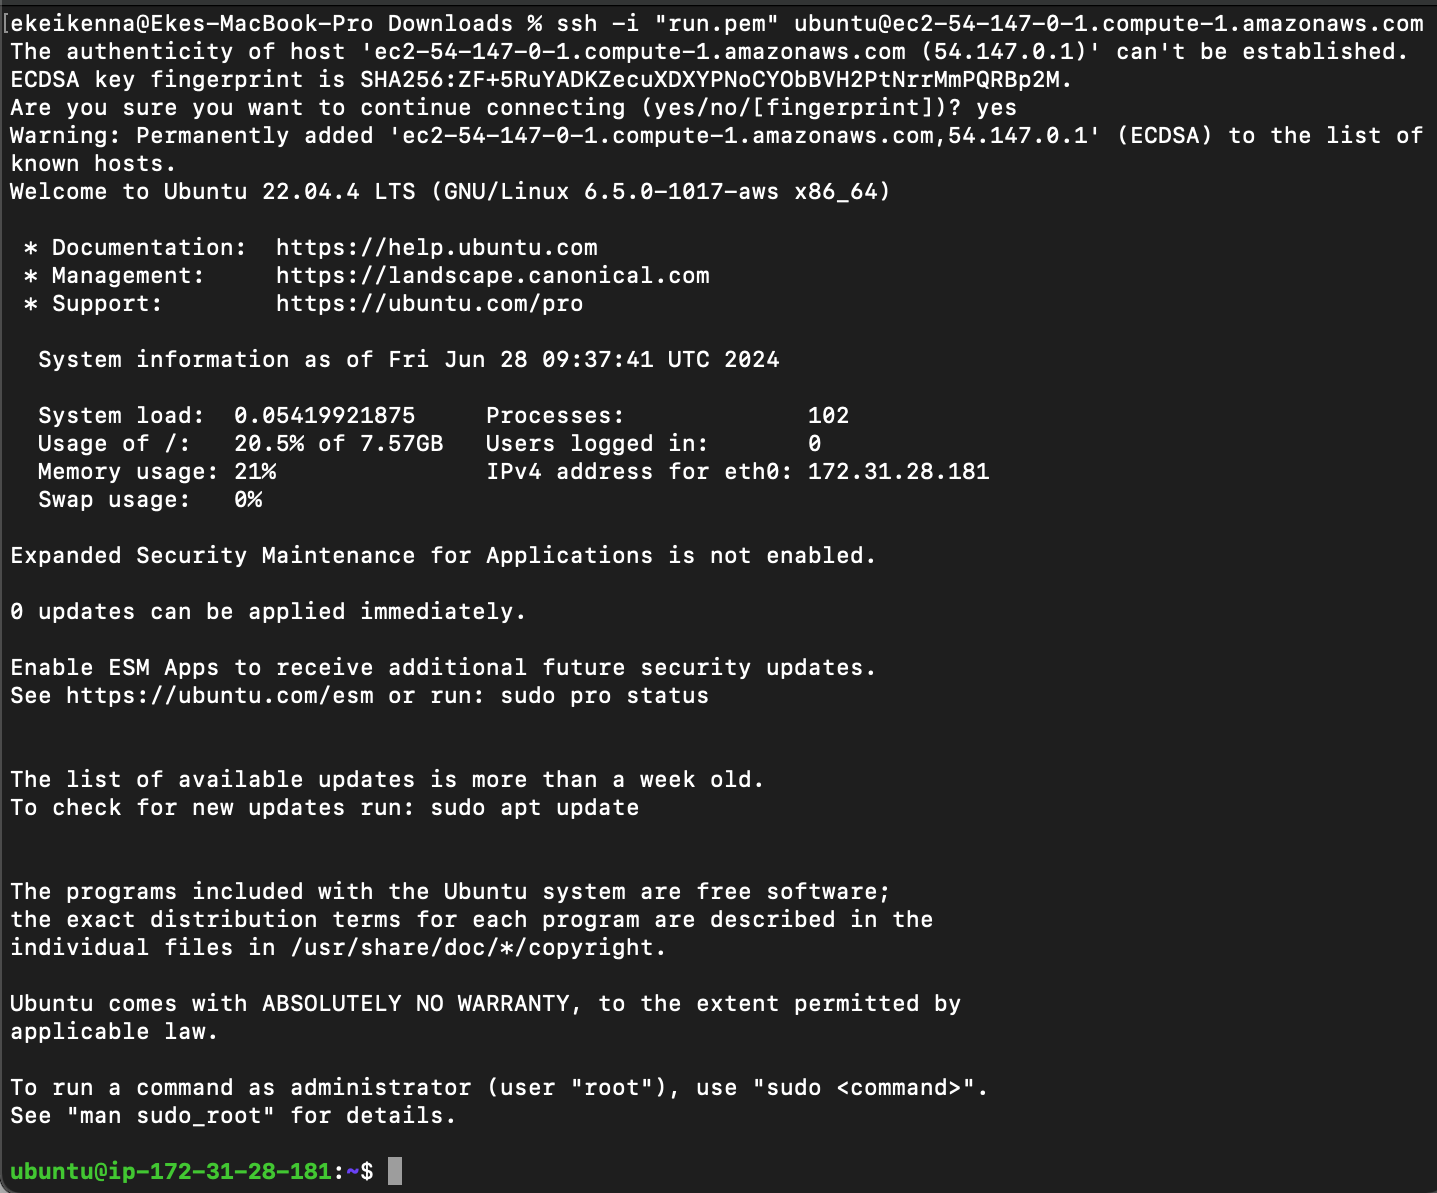 [ekeikenna@Ekes-MacBook-Pro Downloads % ssh -i "run.pem" ubuntu@ec2-54-147-0-1.compute-1.amazonaws.com
The authenticity of host 'ec2-54-147-0-1.compute-1.amazonaws.com (54.147.0.1)' can't be established.
ECDSA key fingerprint is SHA256:ZF+5RuYADKZecuXDXYPNoCYObBVH2PtNrrMmPQRBp2M.
Are you sure you want to continue connecting (yes/no/[fingerprint])? yes
Warning: Permanently added 'ec2-54-147-0-1.compute-1.amazonaws.com,54.147.0.1' (ECDSA) to the list of
known hosts.
Welcome to Ubuntu 22.04.4 LTS (GNU/Linux 6.5.0-1017-aws x86_64)

 * Documentation:  https://help.ubuntu.com
 * Management:     https://landscape.canonical.com
 * Support:        https://ubuntu.com/pro

  System information as of Fri Jun 28 09:37:41 UTC 2024

  System load:  0.05419921875     Processes:             102
  Usage of /:   20.5% of 7.57GB   Users logged in:       0
  Memory usage: 21%               IPv4 address for eth0: 172.31.28.181
  Swap usage:   0%

Expanded Security Maintenance for Applications is not enabled.

0 updates can be applied immediately.

Enable ESM Apps to receive additional future security updates.
See https://ubuntu.com/esm or run: sudo pro status


The list of available updates is more than a week old.
To check for new updates run: sudo apt update


The programs included with the Ubuntu system are free software;
the exact distribution terms for each program are described in the
individual files in /usr/share/doc/*/copyright.

Ubuntu comes with ABSOLUTELY NO WARRANTY, to the extent permitted by
applicable law.

To run a command as administrator (user "root"), use "sudo <command>".
See "man sudo_root" for details.

ubuntu@ip-172-31-28-181:~$